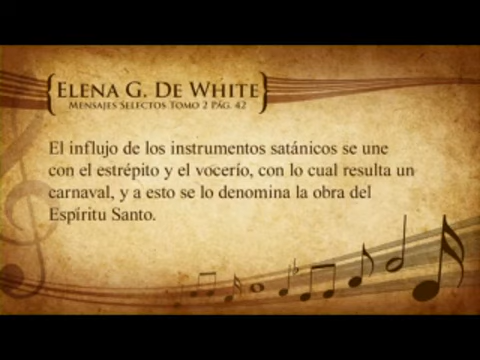 ELENA G. DE WHITE
MENSAJES SELECTOS TOMO 2 PÁG. 42
El influjo de los instrumentos satánicos se une
con el estrépito y el vocerío, con lo cual resulta un
carnaval, y a esto se lo denomina la obra del
Espíritu Santo.